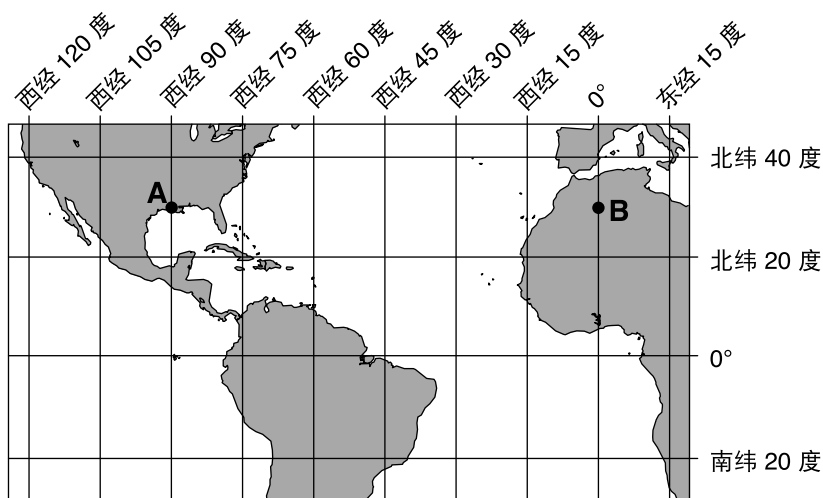 西经 120 度
西经 105 度
西经 90 度
西经 75 度
西经 60 度
西经 45 度
西经 30 度
西经 15 度
0°
东经 15 度
北纬 40 度
A
B
北纬 20 度
0°
南纬 20 度